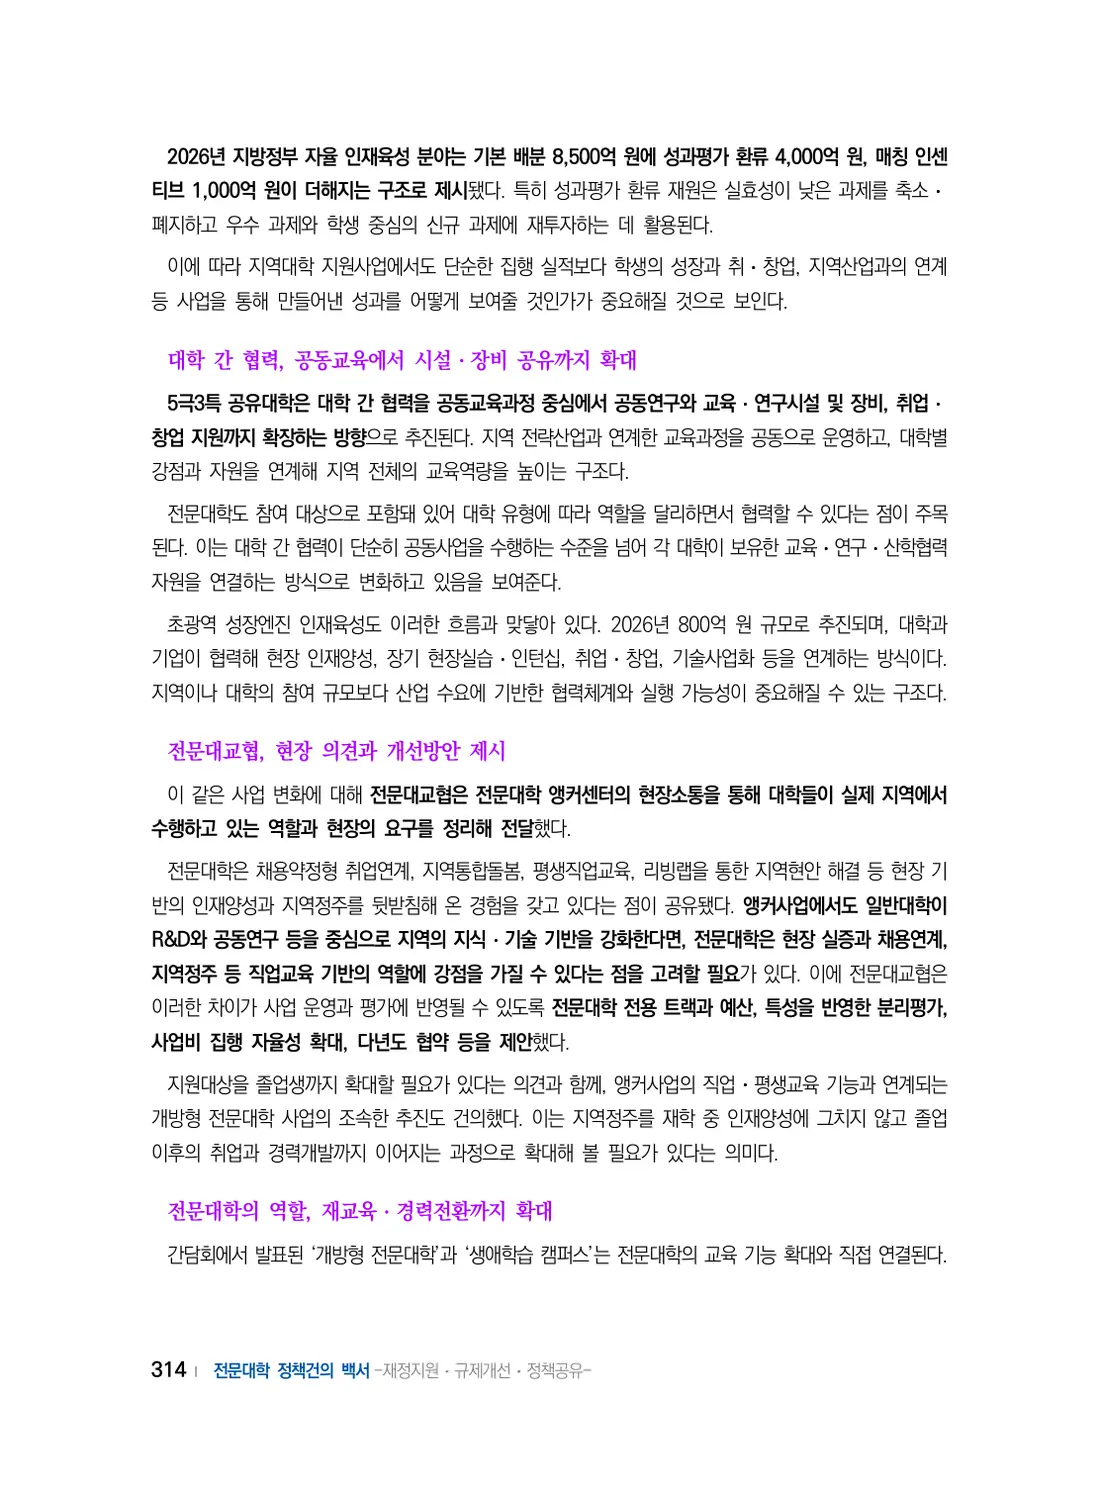 2026년 지방정부 자율 인재육성 분야는 기본 배분 8,500억 원에 성과평가 환류 4,000억 원, 매칭 인센
티브 1,000억 원이 더해지는 구조로 제시됐다. 특히 성과평가 환류 재원은 실효성이 낮은 과제를 축소·
폐지하고 우수 과제와 학생 중심의 신규 과제에 재투자하는 데 활용된다.
이에 따라 지역대학 지원사업에서도 단순한 집행 실적보다 학생의 성장과 취·창업, 지역산업과의 연계
등 사업을 통해 만들어낸 성과를 어떻게 보여줄 것인가가 중요해질 것으로 보인다.
대학 간 협력, 공동교육에서 시설·장비 공유까지 확대
5극3특 공유대학은 대학 간 협력을 공동교육과정 중심에서 공동연구와 교육·연구시설 및 장비, 취업·
창업 지원까지 확장하는 방향으로 추진된다. 지역 전략산업과 연계한 교육과정을 공동으로 운영하고, 대학별
강점과 자원을 연계해 지역 전체의 교육역량을 높이는 구조다.
전문대학도 참여 대상으로 포함돼 있어 대학 유형에 따라 역할을 달리하면서 협력할 수 있다는 점이 주목
된다. 이는 대학 간 협력이 단순히 공동사업을 수행하는 수준을 넘어 각 대학이 보유한 교육·연구·산학협력
자원을 연결하는 방식으로 변화하고 있음을 보여준다.
초광역 성장엔진 인재육성도 이러한 흐름과 맞닿아 있다. 2026년 800억 원 규모로 추진되며, 대학과
기업이 협력해 현장 인재양성, 장기 현장실습·인턴십, 취업·창업, 기술사업화 등을 연계하는 방식이다.
지역이나 대학의 참여 규모보다 산업 수요에 기반한 협력체계와 실행 가능성이 중요해질 수 있는 구조다.
전문대교협, 현장 의견과 개선방안 제시
이 같은 사업 변화에 대해 전문대교협은 전문대학 앵커센터의 현장소통을 통해 대학들이 실제 지역에서
수행하고 있는 역할과 현장의 요구를 정리해 전달했다.
전문대학은 채용약정형 취업연계, 지역통합돌봄, 평생직업교육, 리빙랩을 통한 지역현안 해결 등 현장 기
반의 인재양성과 지역정주를 뒷받침해 온 경험을 갖고 있다는 점이 공유됐다. 앵커사업에서도 일반대학이
R&D와 공동연구 등을 중심으로 지역의 지식·기술 기반을 강화한다면, 전문대학은 현장 실증과 채용연계,
지역정주 등 직업교육 기반의 역할에 강점을 가질 수 있다는 점을 고려할 필요가 있다. 이에 전문대교협은
이러한 차이가 사업 운영과 평가에 반영될 수 있도록 전문대학 전용 트랙과 예산, 특성을 반영한 분리평가,
사업비 집행 자율성 확대, 다년도 협약 등을 제안했다.
지원대상을 졸업생까지 확대할 필요가 있다는 의견과 함께, 앵커사업의 직업·평생교육 기능과 연계되는
개방형 전문대학 사업의 조속한 추진도 건의했다. 이는 지역정주를 재학 중 인재양성에 그치지 않고 졸업
이후의 취업과 경력개발까지 이어지는 과정으로 확대해 볼 필요가 있다는 의미다.
전문대학의 역할, 재교육·경력전환까지 확대
간담회에서 발표된 ‘개방형 전문대학’과 ‘생애학습 캠퍼스’는 전문대학의 교육 기능 확대와 직접 연결된다.
314 | 전문대학 정책건의 백서 -재정지원·규제개선·정책공유-